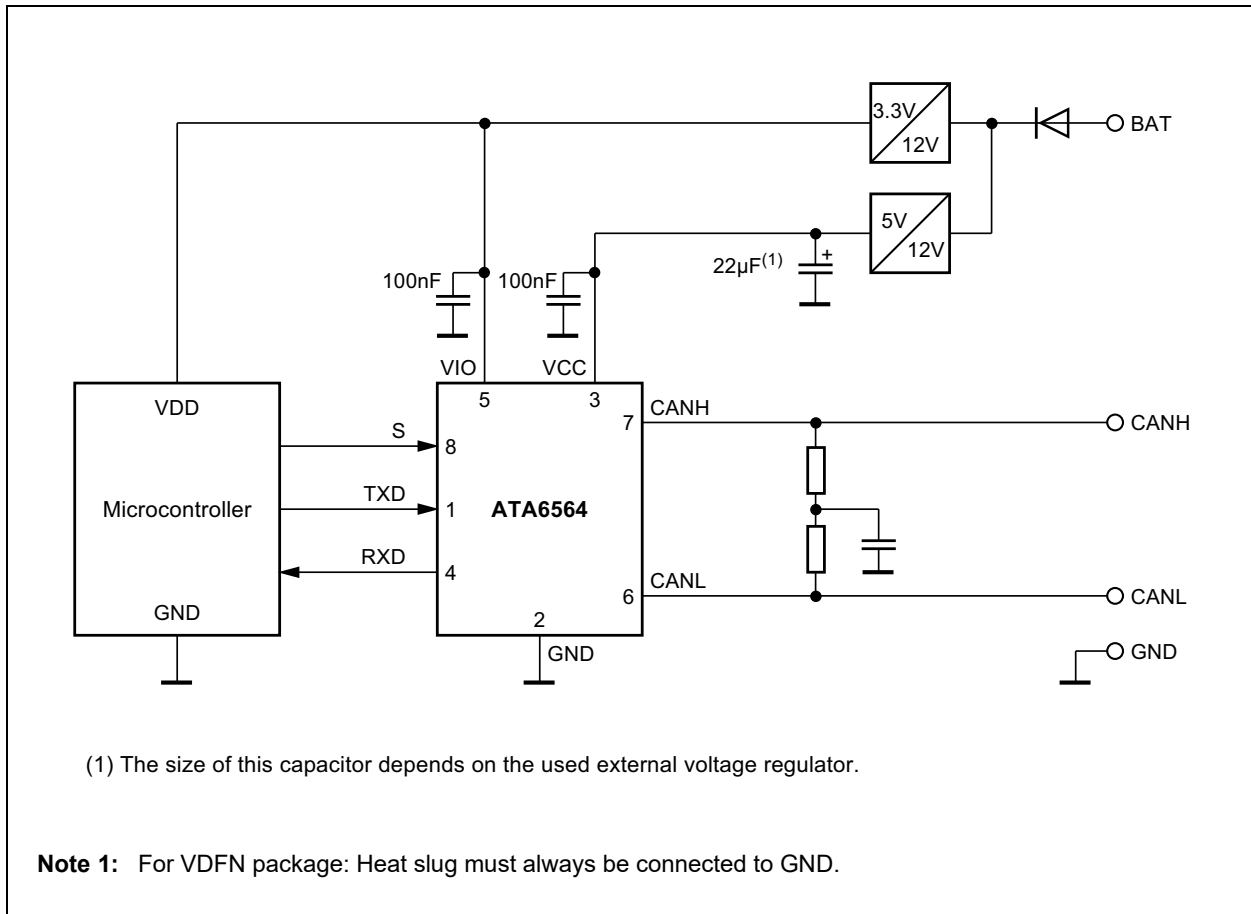 3.3V
12V
BAT
5V
12V
22µF(1)
+
100nF
100nF
VIO
VCC
5
3
VDD
7
CANH
CANH
S
8
TXD
1
Microcontroller
ATA6564
RXD
4
CANL
6
CANL
GND
2
GND
GND
(1) The size of this capacitor depends on the used external voltage regulator.
Note 1: For VDFN package: Heat slug must always be connected to GND.